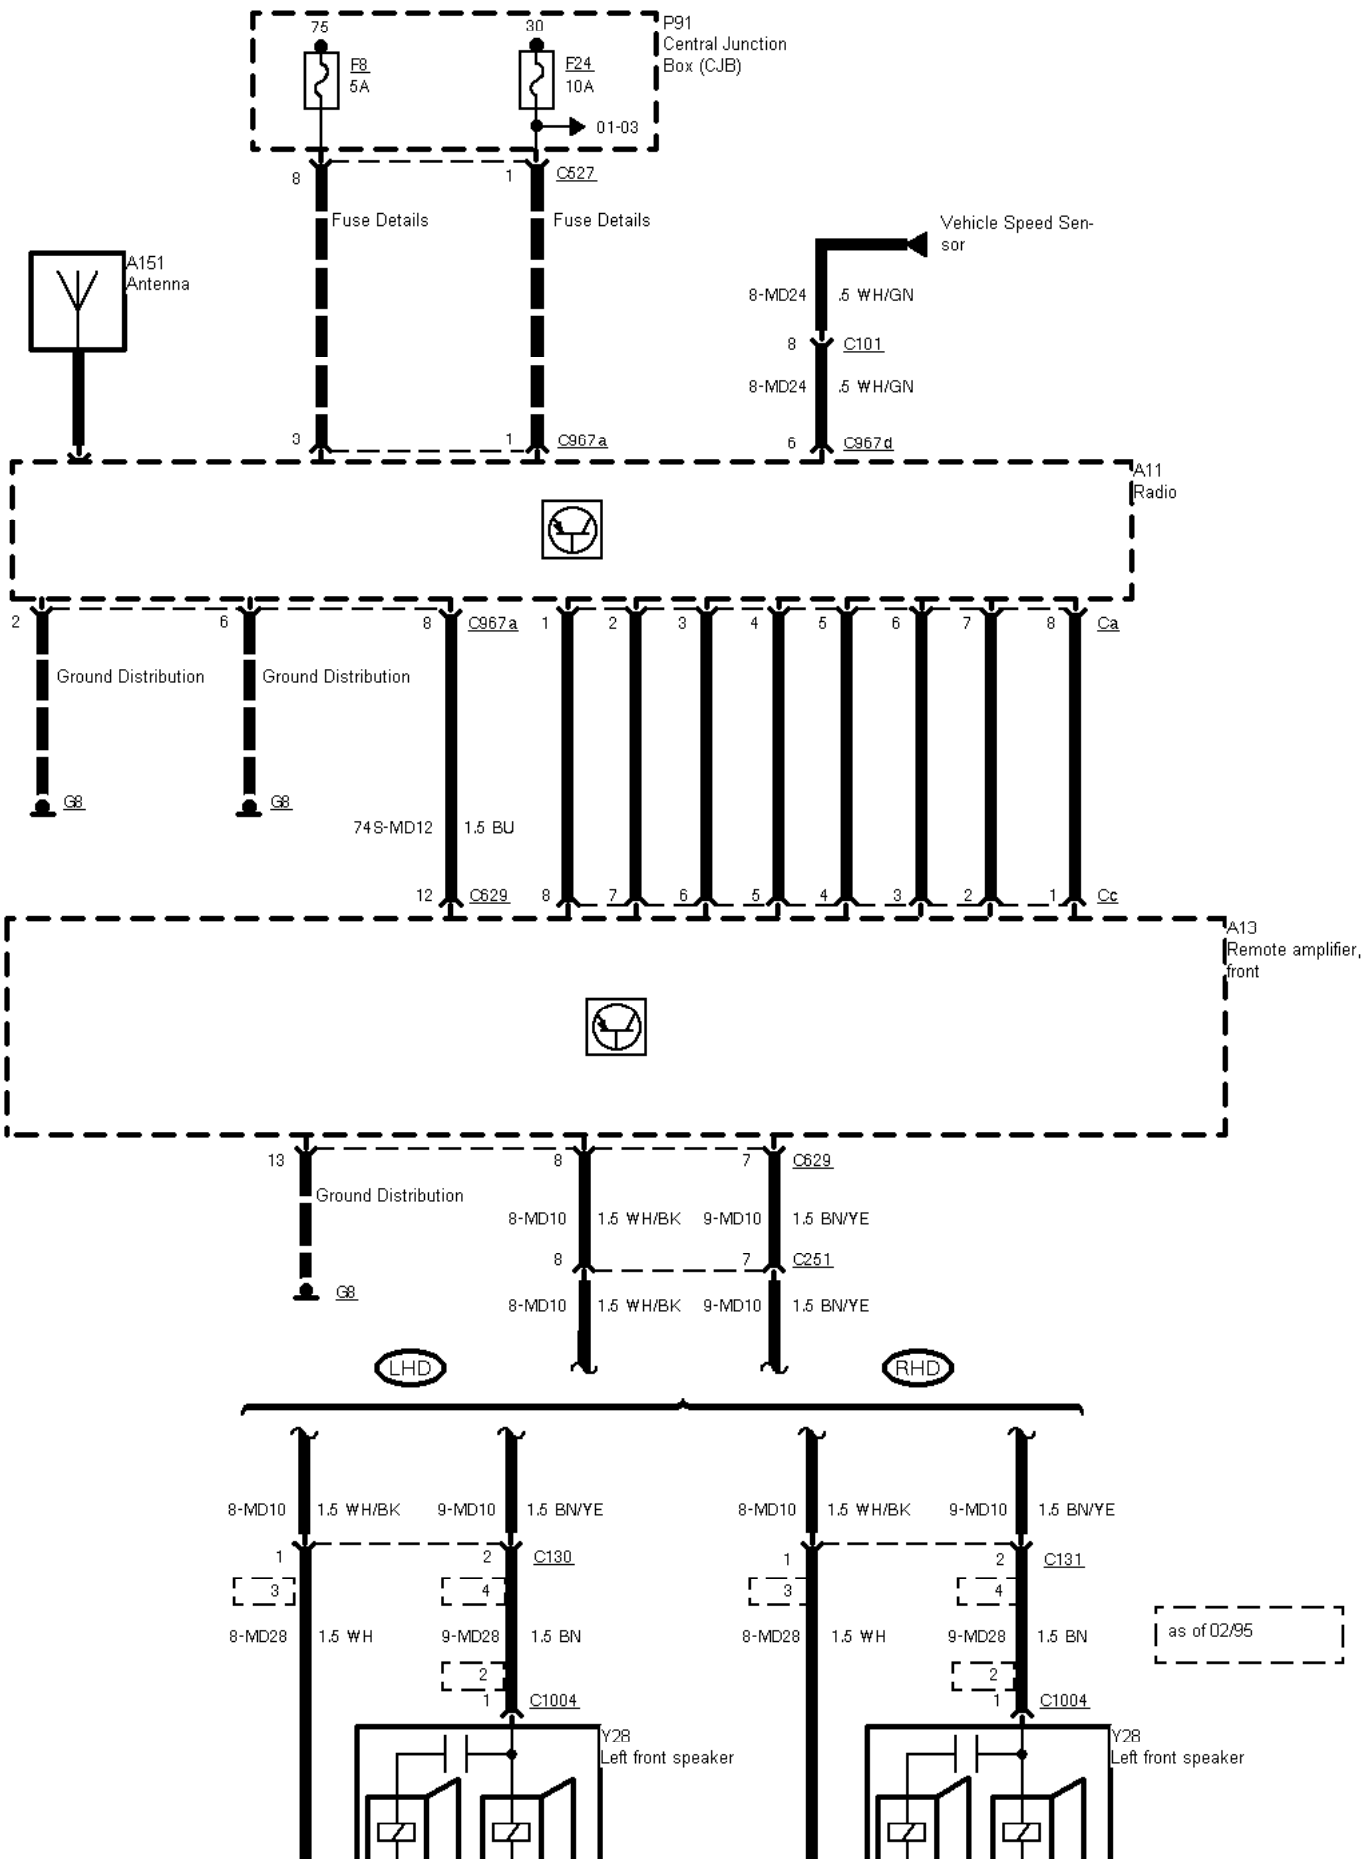 75
30
P91
Central Junction
Box (CJB)
F8
5A
F24
10A
01-03
8
1
C527
Fuse Details
Fuse Details
Vehicle Speed Sen-
sor
A151
Antenna
8-MD24
.5 WH/GN
8
C101
8-MD24
.5 WH/GN
3
1
C967a
6
C967d
A11
Radio
2
6
8
C967a
1
2
3
4
5
6
7
8
Ca
Ground Distribution
Ground Distribution
G8
G8
74S-MD12
1.5 BU
12
C629
8
7
6
5
4
3
2
1
Cc
A13
Remote amplifier,
front
13
8
7
C629
Ground Distribution
8-MD10
1.5 WH/BK
9-MD10
1.5 BN/YE
8
7
C251
G8
8-MD10
1.5 WH/BK
9-MD10
1.5 BN/YE
LHD
RHD
8-MD10
1.5 WH/BK
9-MD10
1.5 BN/YE
8-MD10
1.5 WH/BK
9-MD10
1.5 BN/YE
1
2
C130
1
2
C131
3
4
3
4
8-MD28
1.5 WH
9-MD28
1.5 BN
8-MD28
1.5 WH
9-MD28
1.5 BN
as of 02/95
2
2
1
C1004
1
C1004
Y28
Left front speaker
Y28
Left front speaker